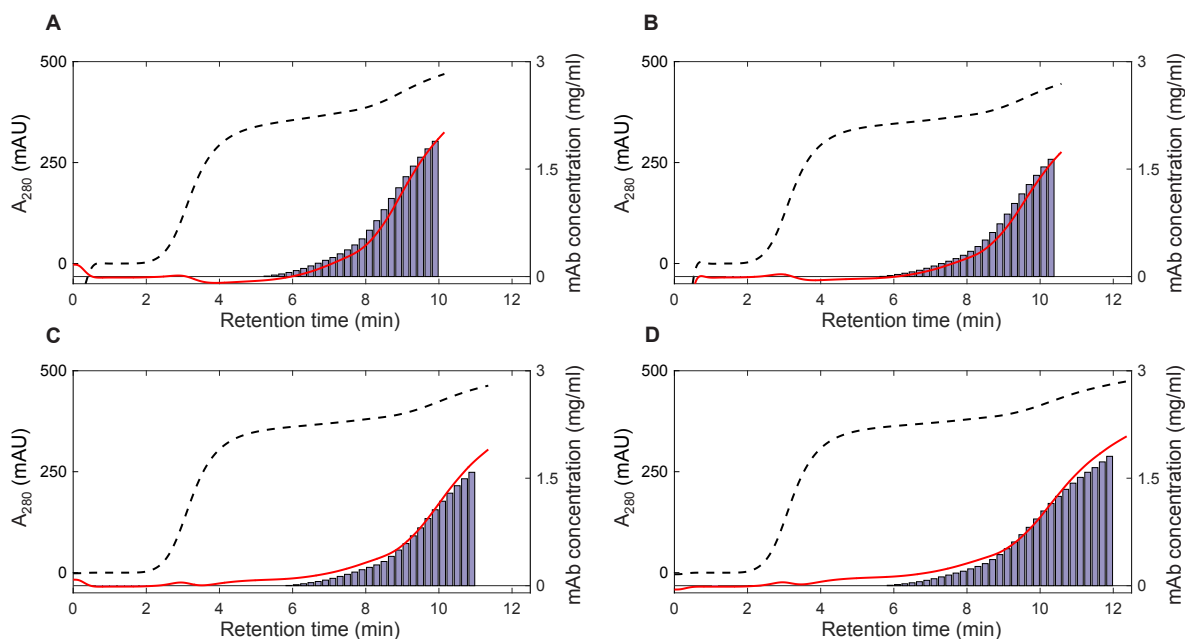 A
500
250
0
A280 (mAU)
3
1.5
0
mAb concentration (mg/ml)
0 2 4 6 8 10 12
Retention time (min)
B
500
250
0
A280 (mAU)
3
1.5
0
mAb concentration (mg/ml)
0 2 4 6 8 10 12
Retention time (min)
C
500
250
0
A280 (mAU)
3
1.5
0
mAb concentration (mg/ml)
0 2 4 6 8 10 12
Retention time (min)
D
500
250
0
A280 (mAU)
3
1.5
0
mAb concentration (mg/ml)
0 2 4 6 8 10 12
Retention time (min)